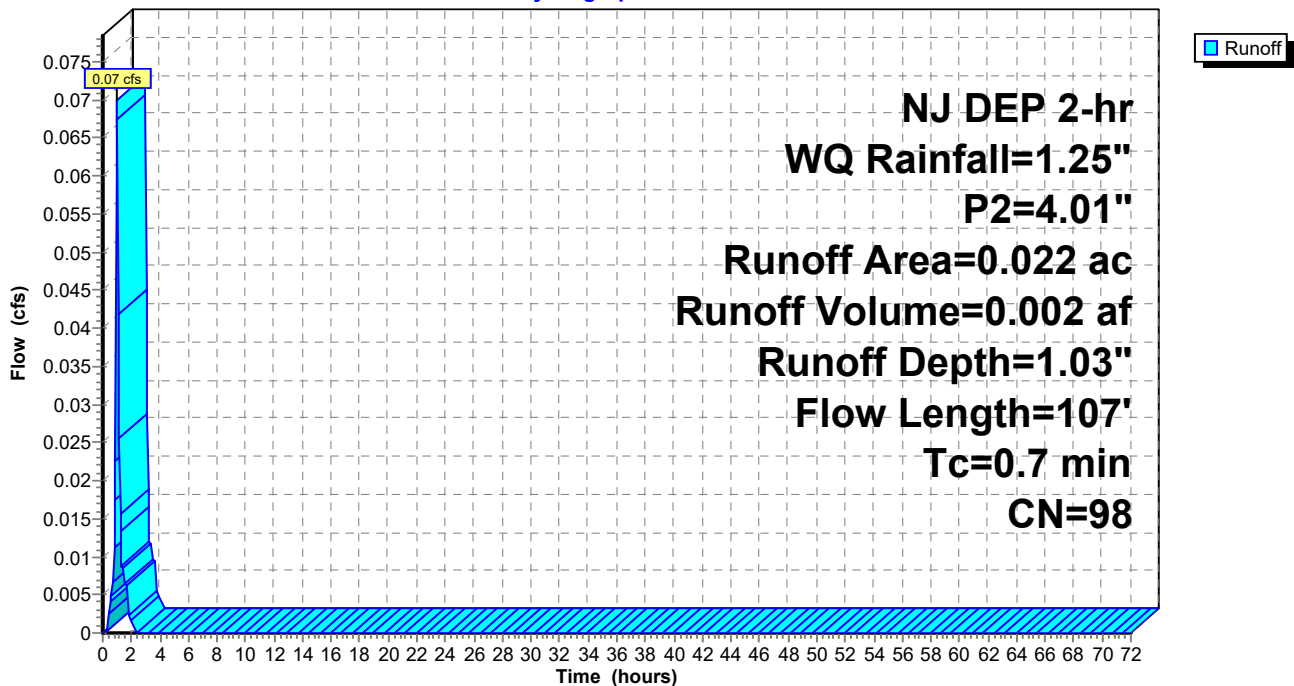 Runoff
0.07 cfs
NJ DEP 2-hr
WQ Rainfall=1.25"
P2=4.01"
Runoff Area=0.022 ac
Runoff Volume=0.002 af
Runoff Depth=1.03"
Flow Length=107'
Tc=0.7 min
CN=98
Flow (cfs)
0.075
0.07
0.065
0.06
0.055
0.05
0.045
0.04
0.035
0.03
0.025
0.02
0.015
0.01
0.005
0
0 2 4 6 8 10 12 14 16 18 20 22 24 26 28 30 32 34 36 38 40 42 44 46 48 50 52 54 56 58 60 62 64 66 68 70 72
Time (hours)